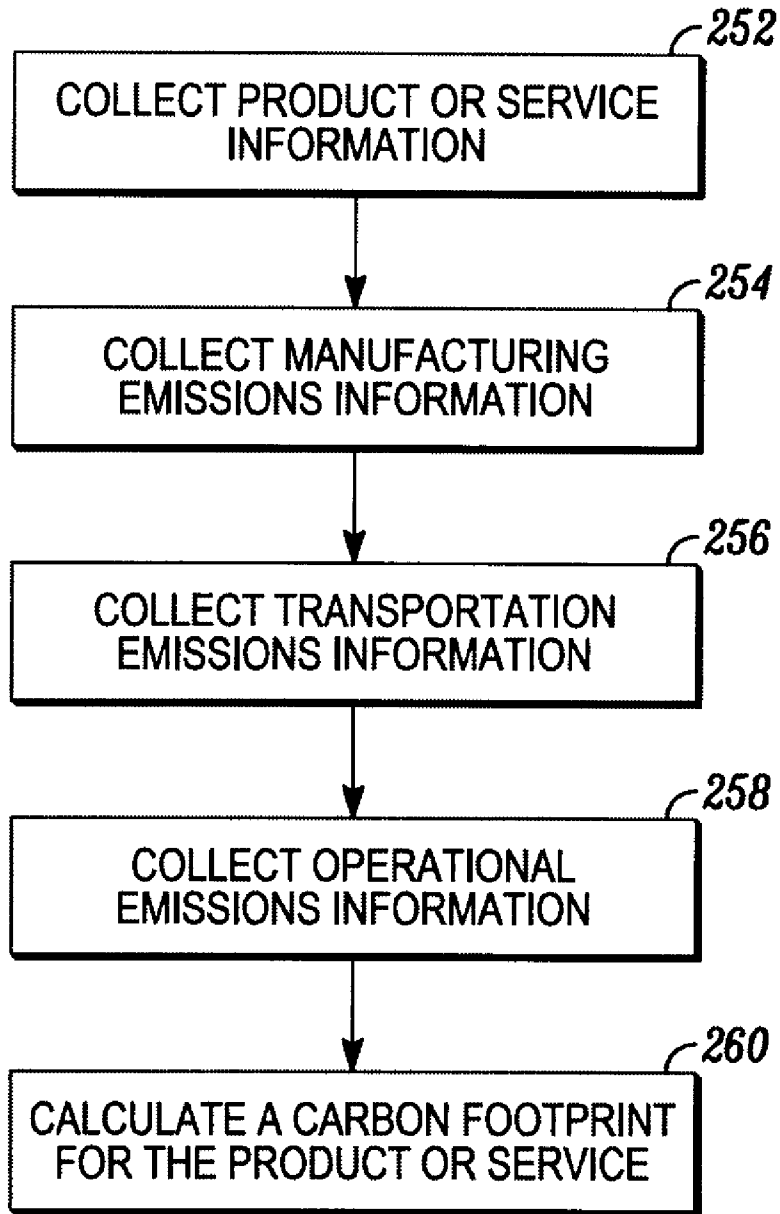 252
COLLECT PRODUCT OR SERVICE
INFORMATION
254
COLLECT MANUFACTURING
EMISSIONS INFORMATION
256
COLLECT TRANSPORTATION
EMISSIONS INFORMATION
258
COLLECT OPERATIONAL
EMISSIONS INFORMATION
260
CALCULATE A CARBON FOOTPRINT
FOR THE PRODUCT OR SERVICE